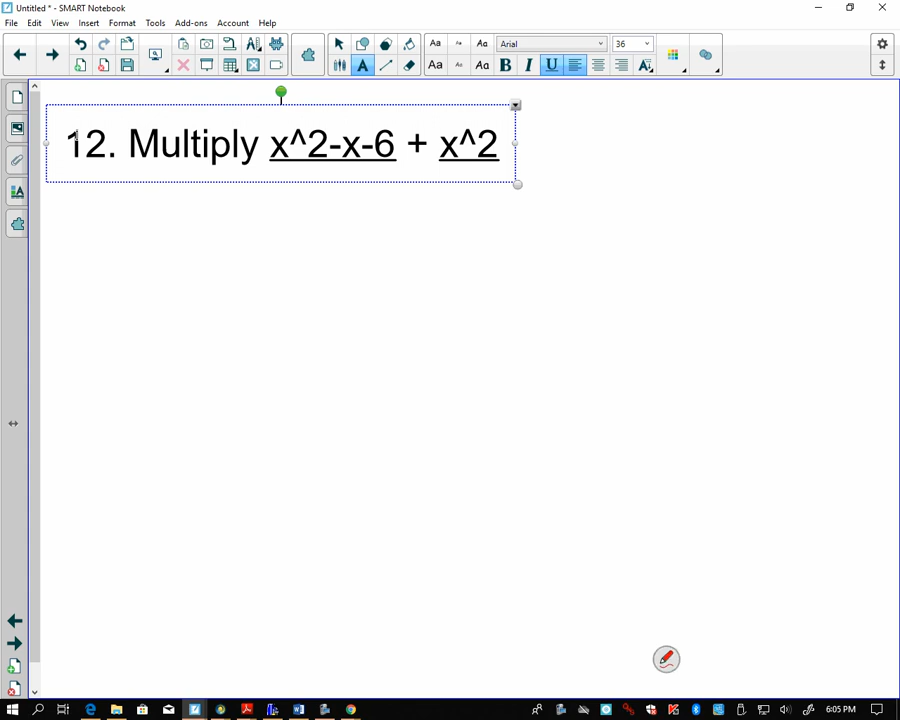 Untitled * - SMART Notebook
File Edit View Insert Format Tools Add-ons Account Help
Aa Aa Aa Arial 36
Aa Aa Aa B I U A
12. Multiply x^2-x-6 + x^2
6:05 PM